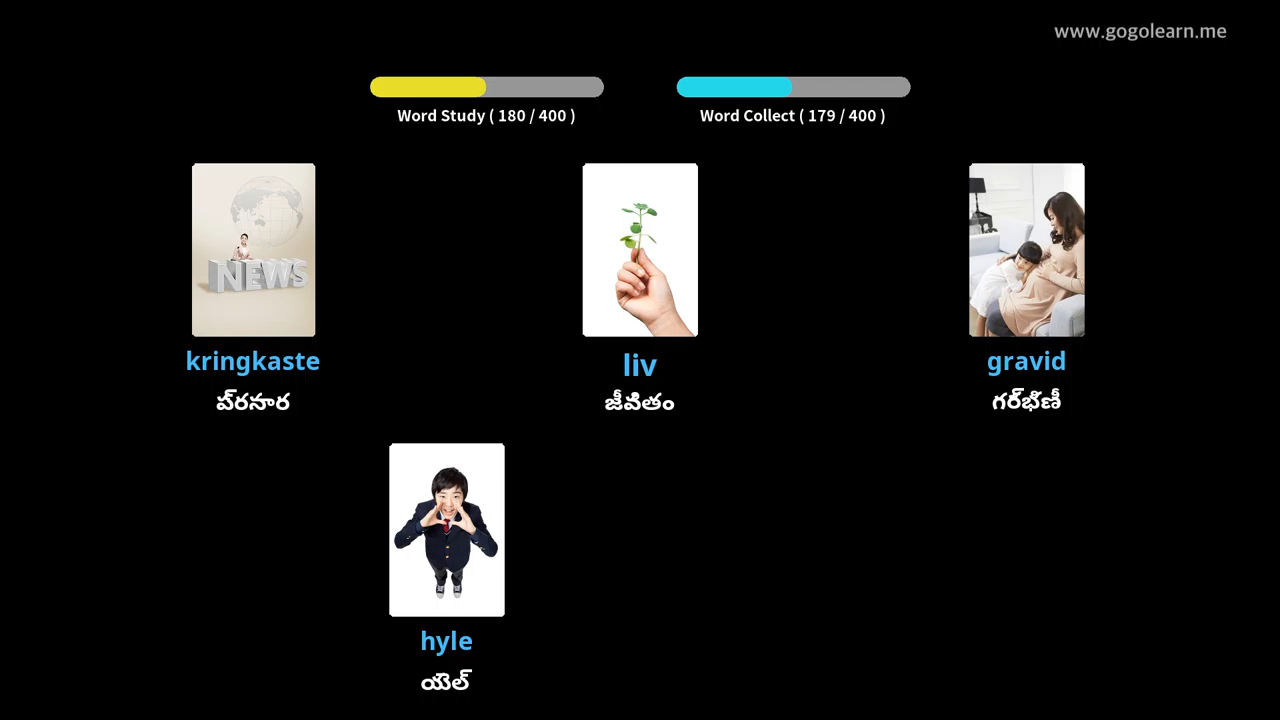 www.gogolearn.me
Word Study ( 180 / 400 )
Word Collect ( 179 / 400 )
NEWS
kringkaste
liv
gravid
ప్రసార
జీవితం
గర్భిణీ
hyle
యెల్